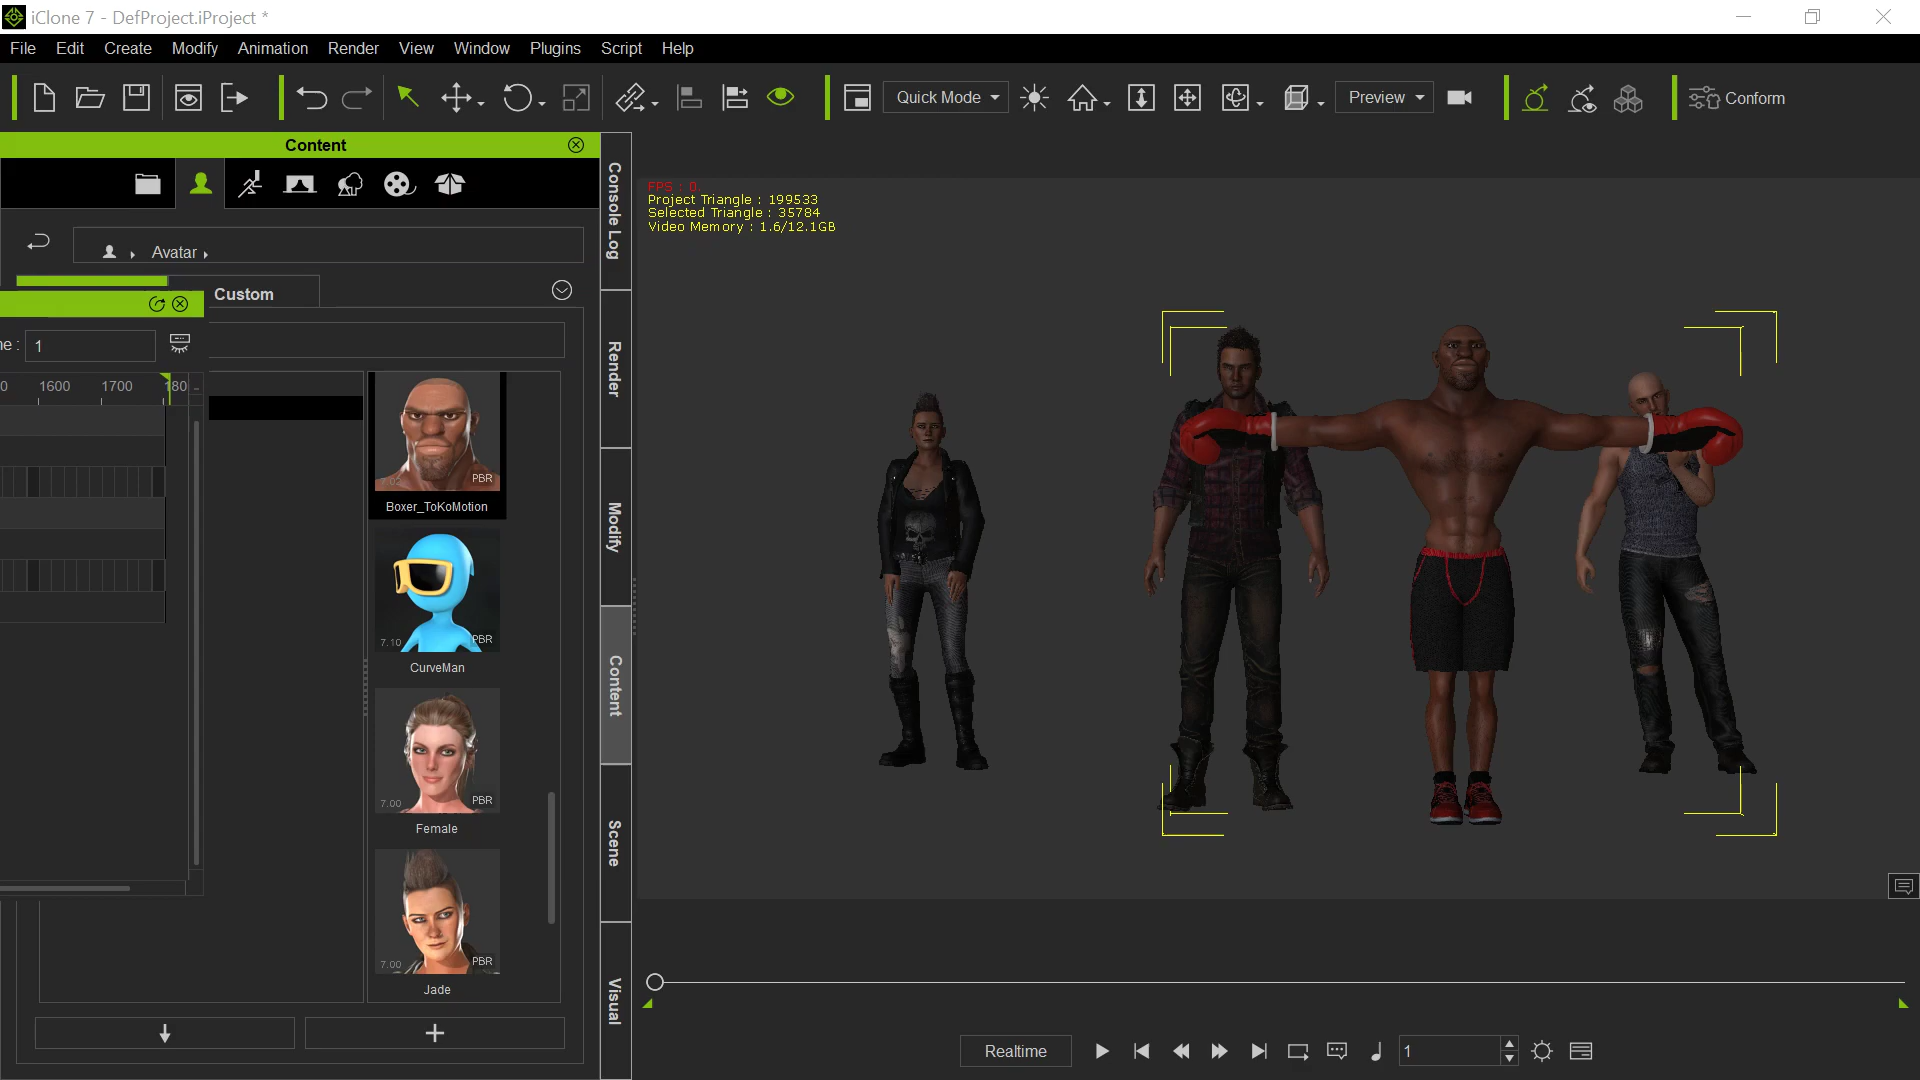 iClone 7 - DefProject.iProject *
File Edit Create Modify Animation Render View Window Plugins Script Help
Quick Mode Preview Conform
Content
Avatar
Custom
1
1600 1700
Boxer_ToKoMotion
PBR
7.10 PBR
CurveMan
7.00 PBR
Female
7.00 PBR
Jade
Console Log
Render
Modify
Content
Scene
Visual
FPS : 0
Project Triangle : 199533
Selected Triangle : 35784
Video Memory : 1.6/12.1GB
Realtime 1